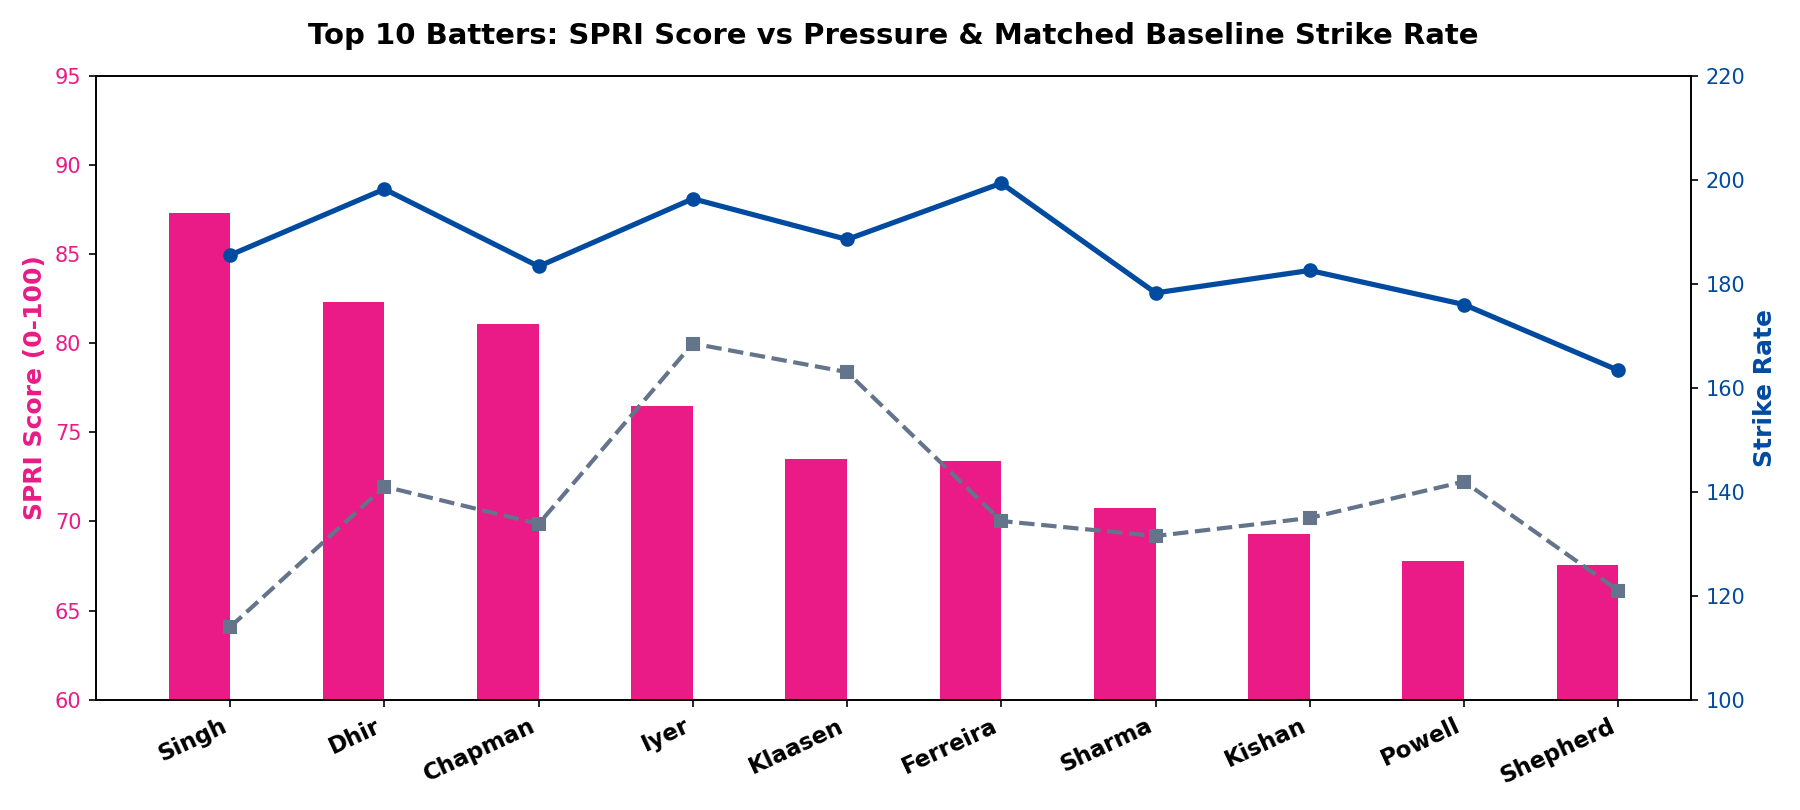 Top 10 Batters: SPRI Score vs Pressure & Matched Baseline Strike Rate
SPRI Score (0-100)
95
90
85
80
75
70
65
60
220
200
180
160
140
120
100
Strike Rate
Singh
Dhir
Chapman
Iyer
Klaasen
Ferreira
Sharma
Kishan
Powell
Shepherd